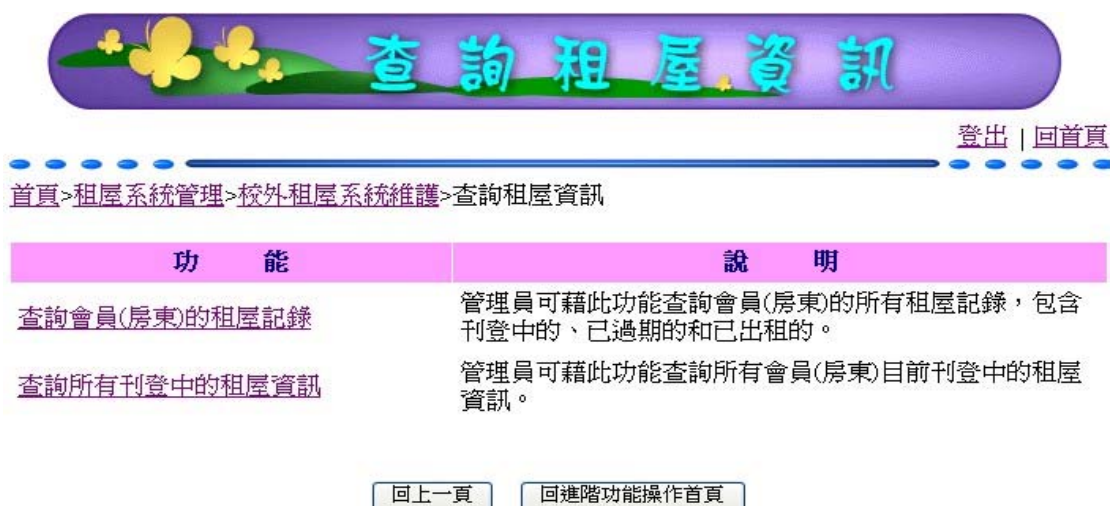 查詢租屋資訊
登出 | 回首頁
首頁>租屋系統管理>校外租屋系統維護>查詢租屋資訊
功 能 說 明
查詢會員(房東)的租屋記錄
管理員可藉此功能查詢會員(房東)的所有租屋記錄，包含
刊登中的、已過期的和已出租的。
查詢所有刊登中的租屋資訊
管理員可藉此功能查詢所有會員(房東)目前刊登中的租屋
資訊。
回上一頁 回進階功能操作首頁